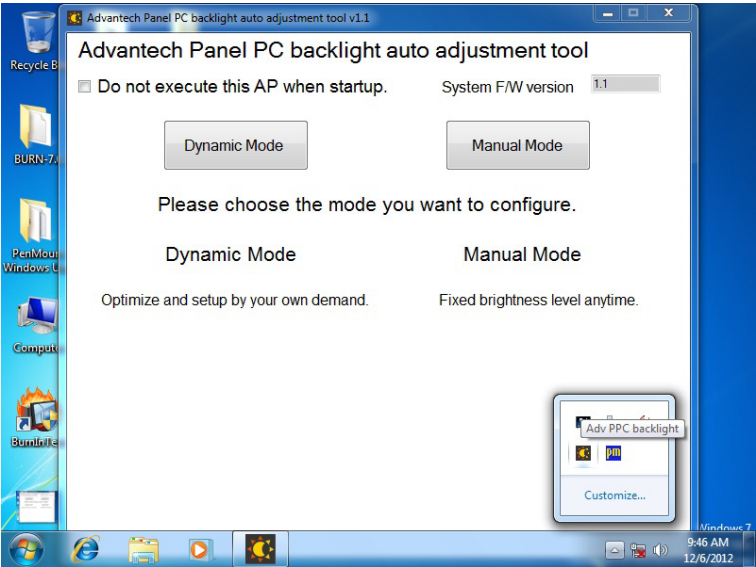 Advantech Panel PC backlight auto adjustment tool v1.1
Advantech Panel PC backlight auto adjustment tool
Do not execute this AP when startup.
System F/W version
1.1
Dynamic Mode
Manual Mode
Please choose the mode you want to configure.
Dynamic Mode
Manual Mode
Optimize and setup by your own demand.
Fixed brightness level anytime.
Recycle B
BURN-7.
PenMou
Windows U
Comput
BurnInTe
Adv PPC backlight
pm
Customize...
Windows 7
9:46 AM
12/6/2012